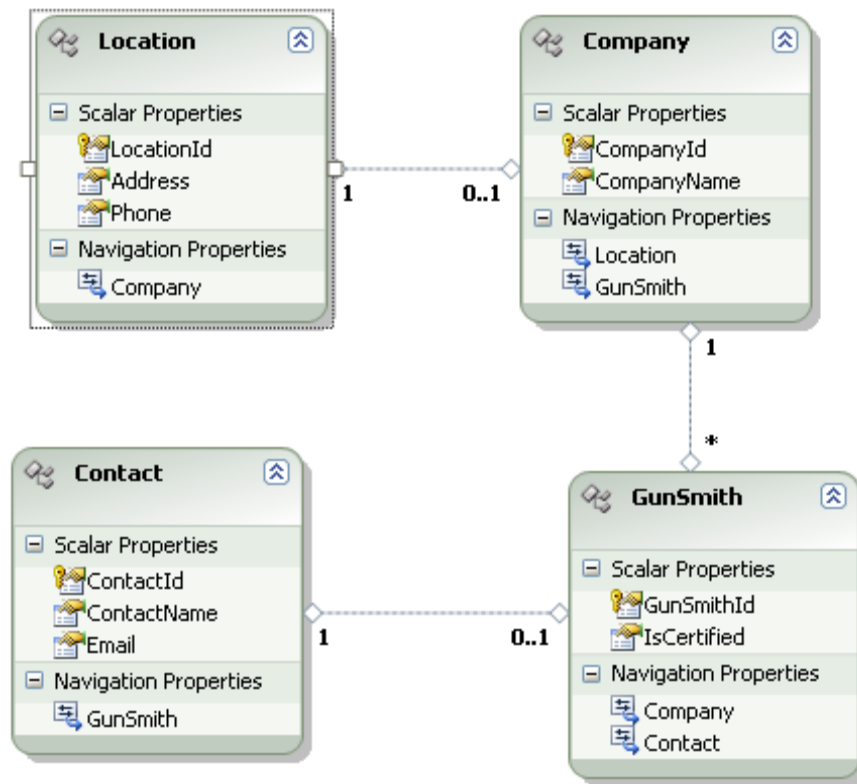 Location
Scalar Properties
LocationId
Address
Phone
Navigation Properties
Company
1
0..1
Company
Scalar Properties
CompanyId
CompanyName
Navigation Properties
Location
GunSmith
1
*
Contact
Scalar Properties
ContactId
ContactName
Email
Navigation Properties
GunSmith
1
0..1
GunSmith
Scalar Properties
GunSmithId
IsCertified
Navigation Properties
Company
Contact